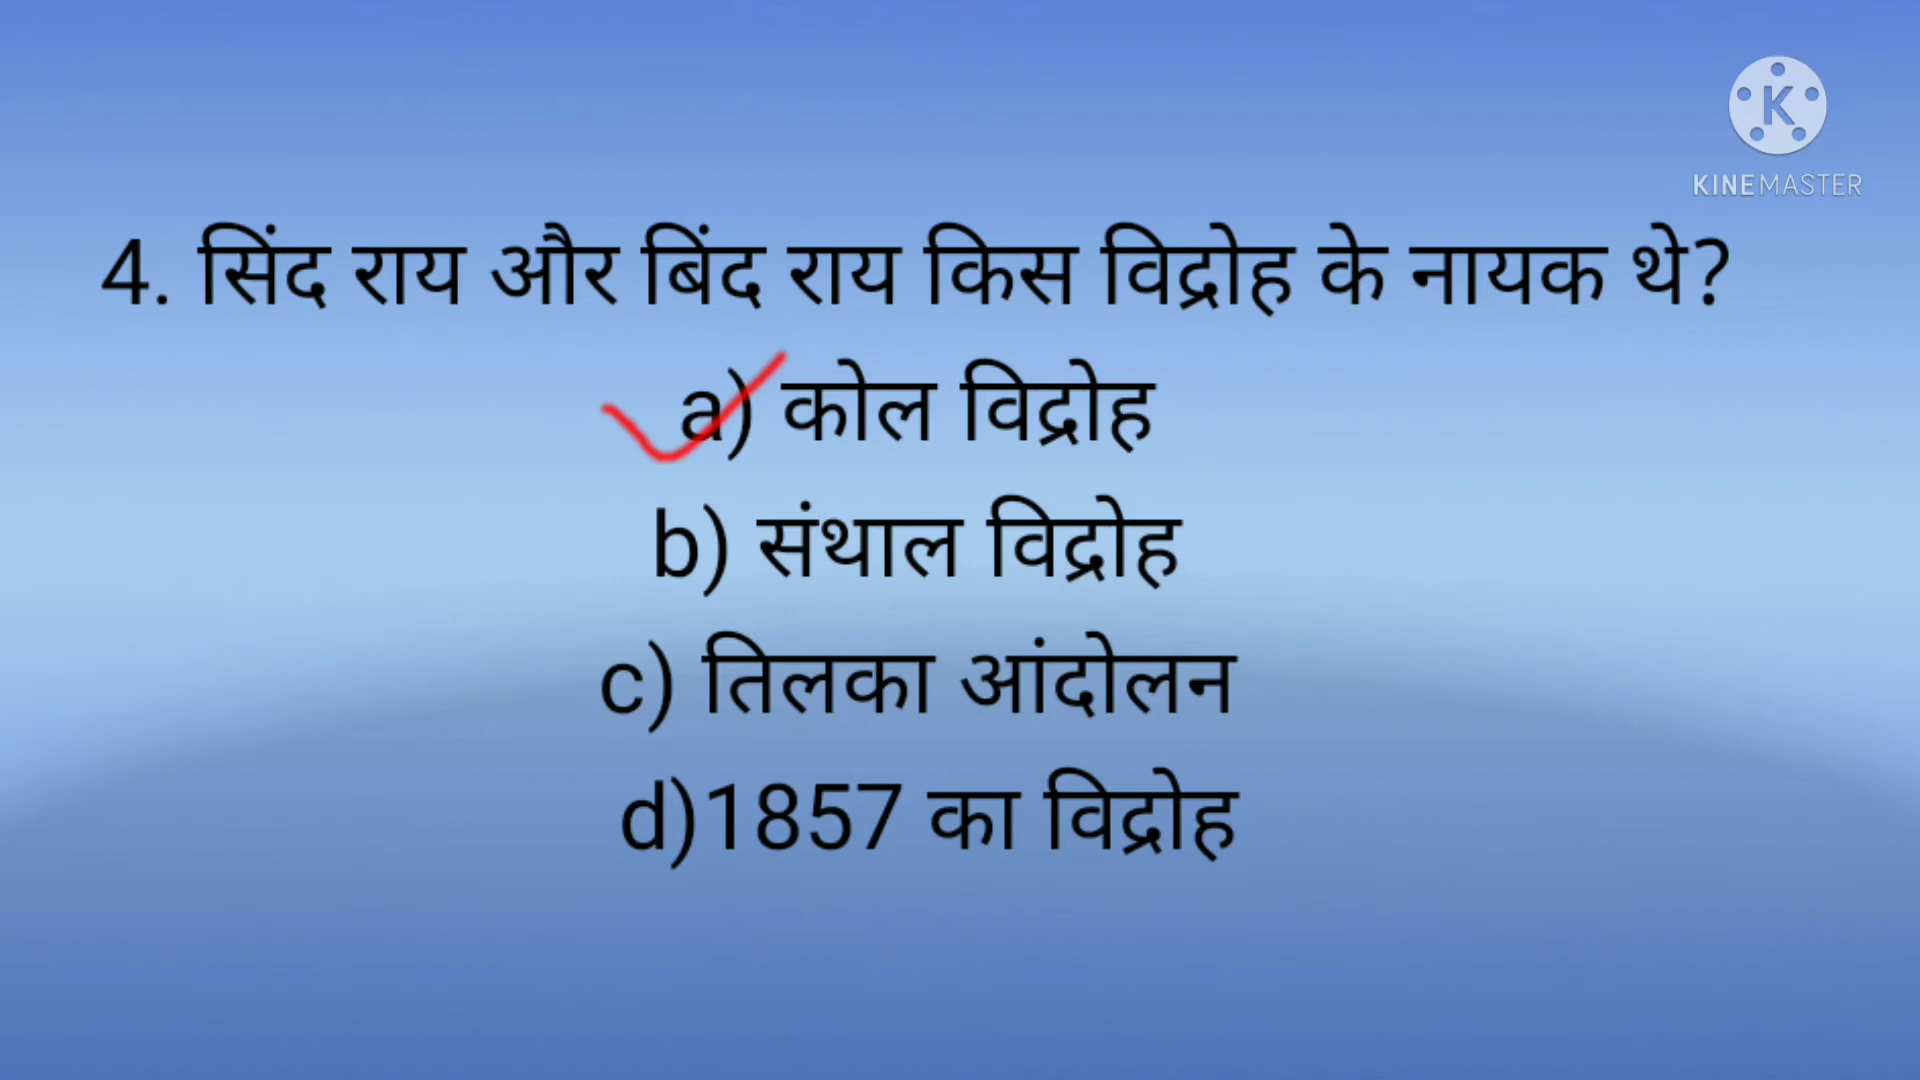 K
KINEMASTER
4. सिंद राय और बिंद राय किस विद्रोह के नायक थे?
a) कोल विद्रोह
b) संथाल विद्रोह
c) तिलका आंदोलन
d)1857 का विद्रोह